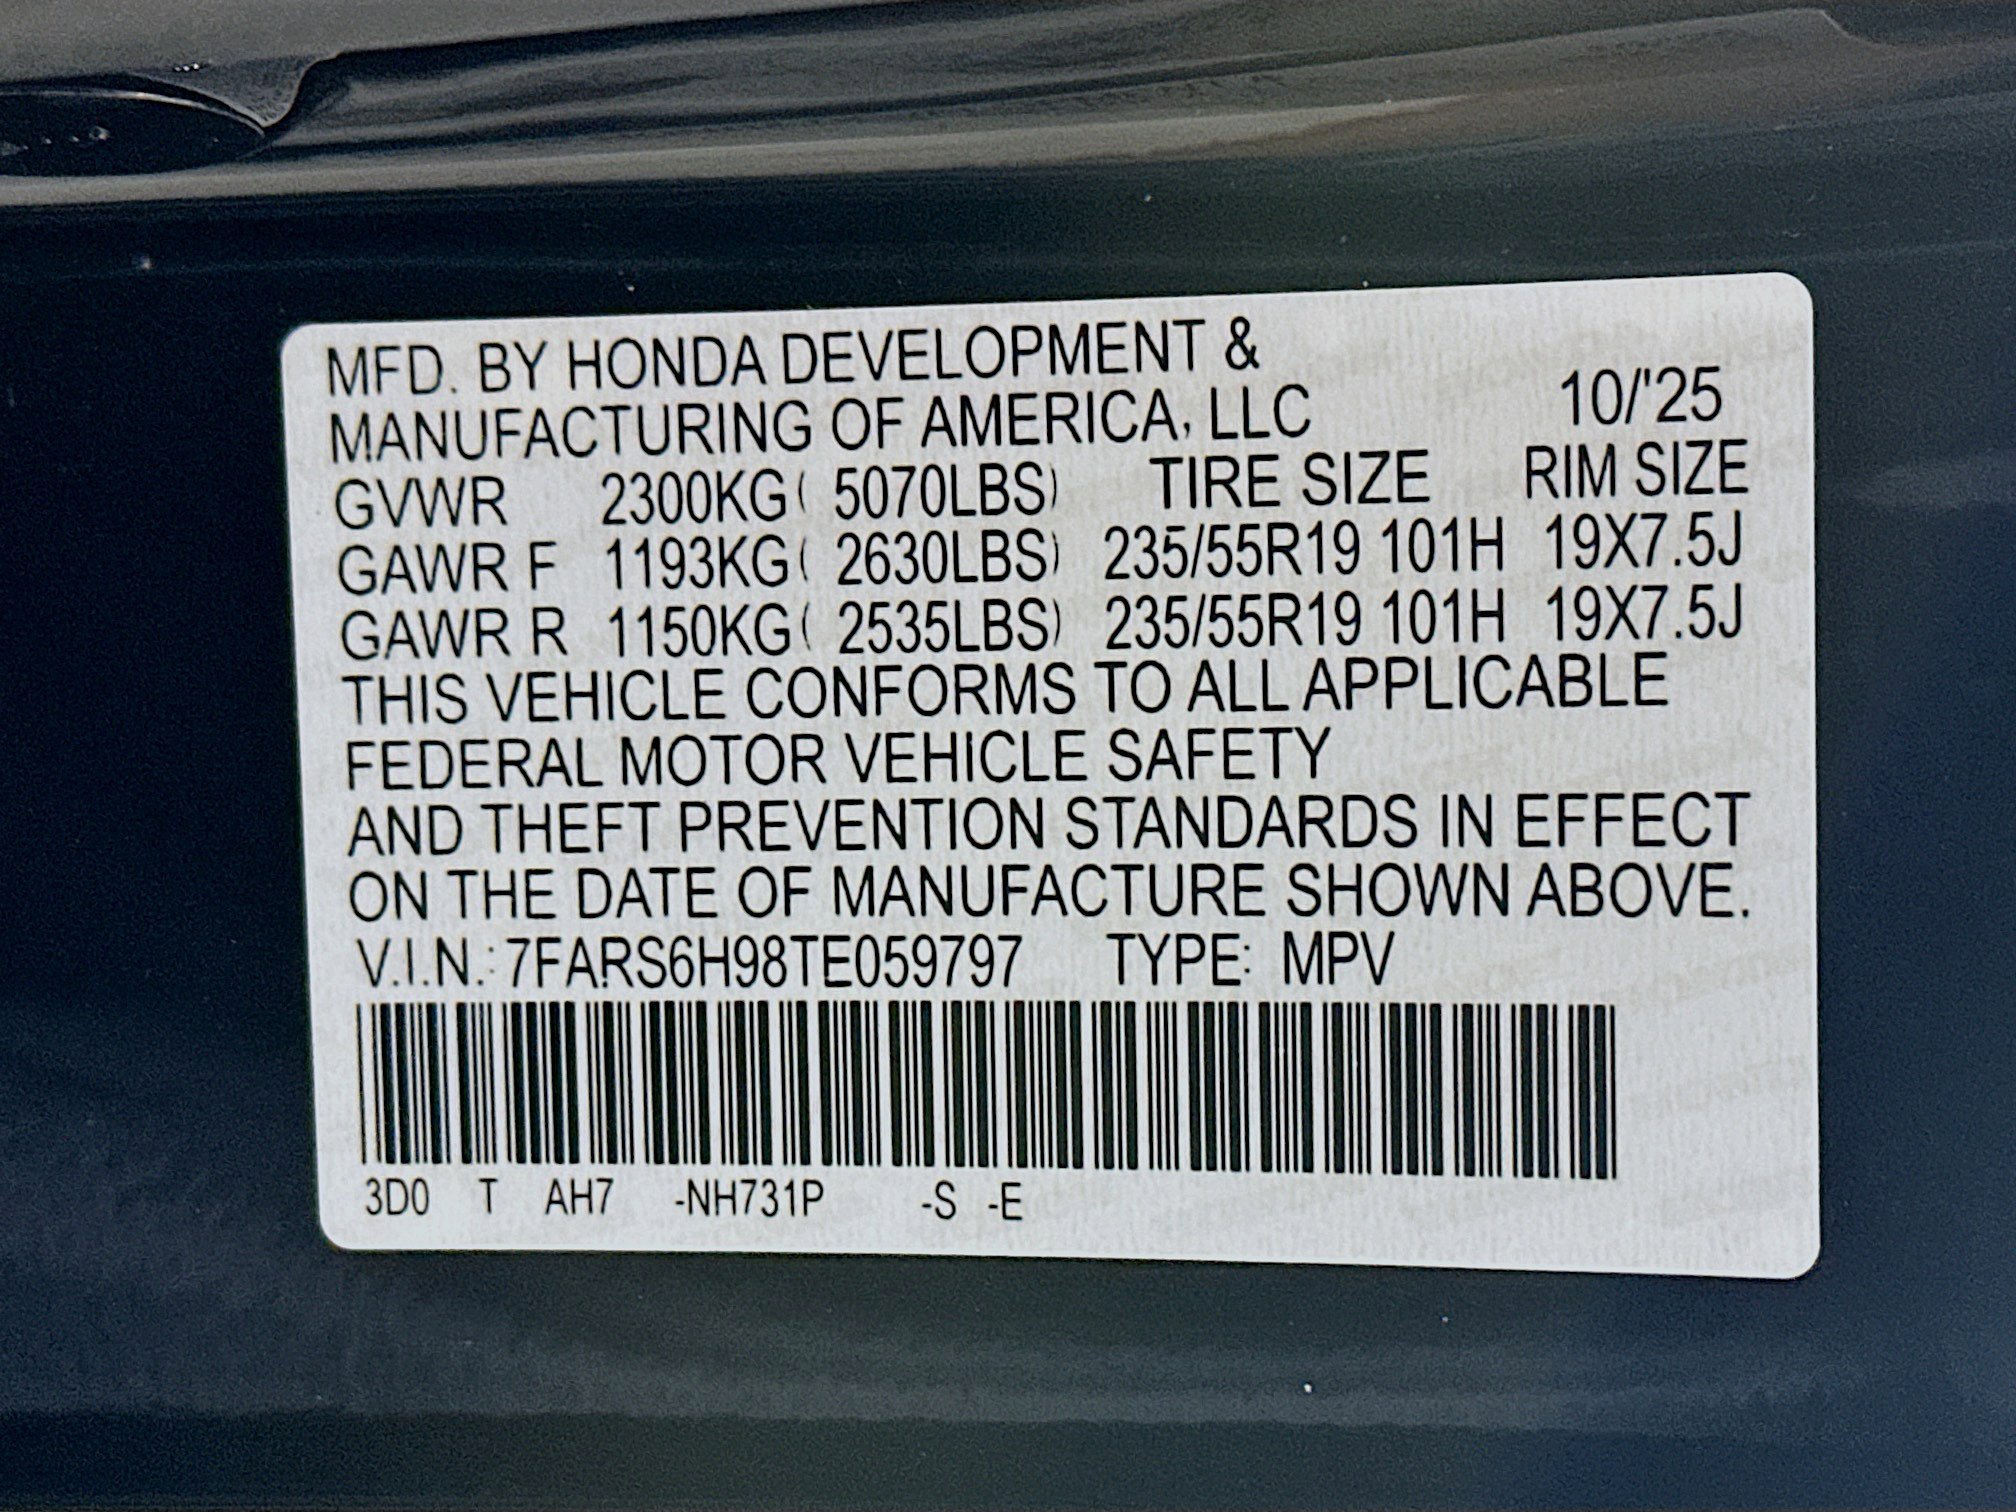 MFD. BY HONDA DEVELOPMENT &
MANUFACTURING OF AMERICA, LLC 10/'25
GVWR 2300KG( 5070LBS) TIRE SIZE RIM SIZE
GAWR F 1193KG( 2630LBS) 235/55R19 101H 19X7.5J
GAWR R 1150KG( 2535LBS) 235/55R19 101H 19X7.5J
THIS VEHICLE CONFORMS TO ALL APPLICABLE
FEDERAL MOTOR VEHICLE SAFETY
AND THEFT PREVENTION STANDARDS IN EFFECT
ON THE DATE OF MANUFACTURE SHOWN ABOVE.
V.I.N.: 7FARS6H98TE059797 TYPE: MPV
3D0 T AH7 -NH731P -S -E